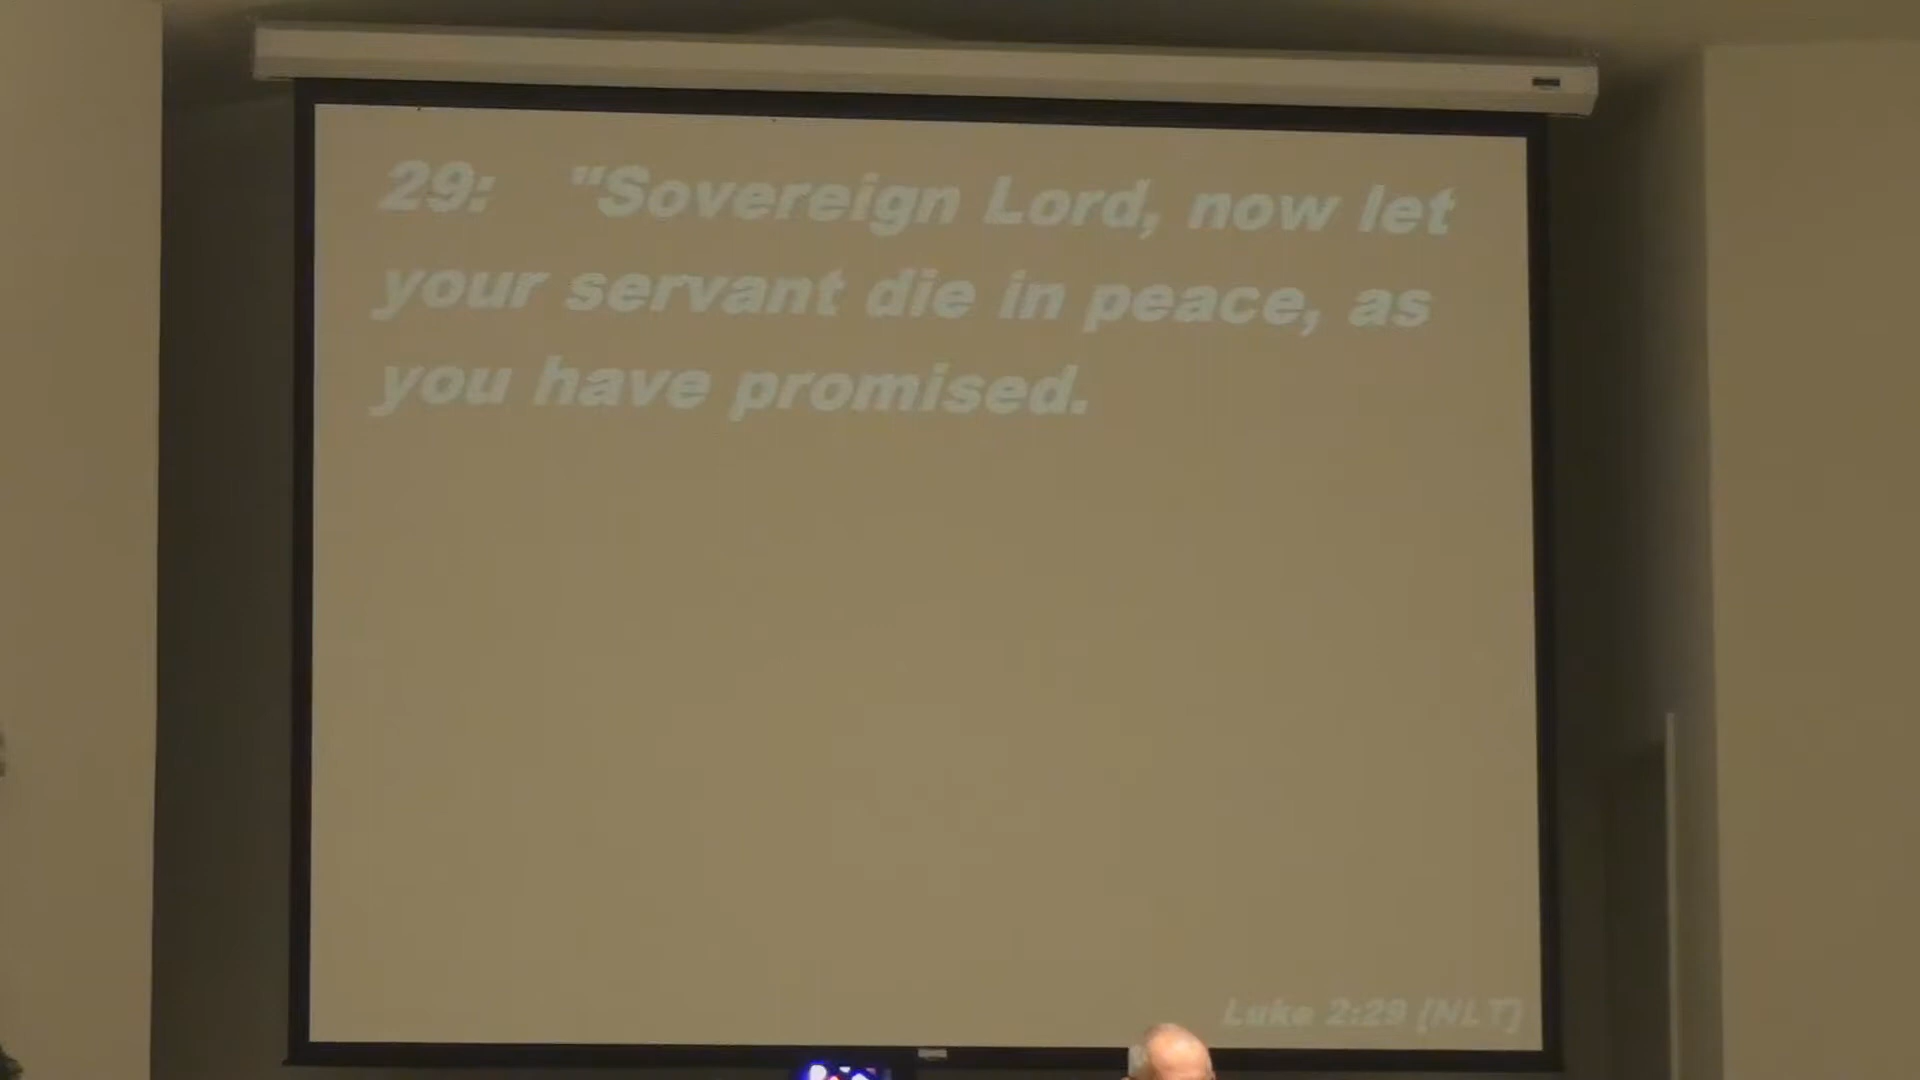 29: "Sovereign Lord, now let
your servant die in peace, as
you have promised.
Luke 2:29 (NLT)